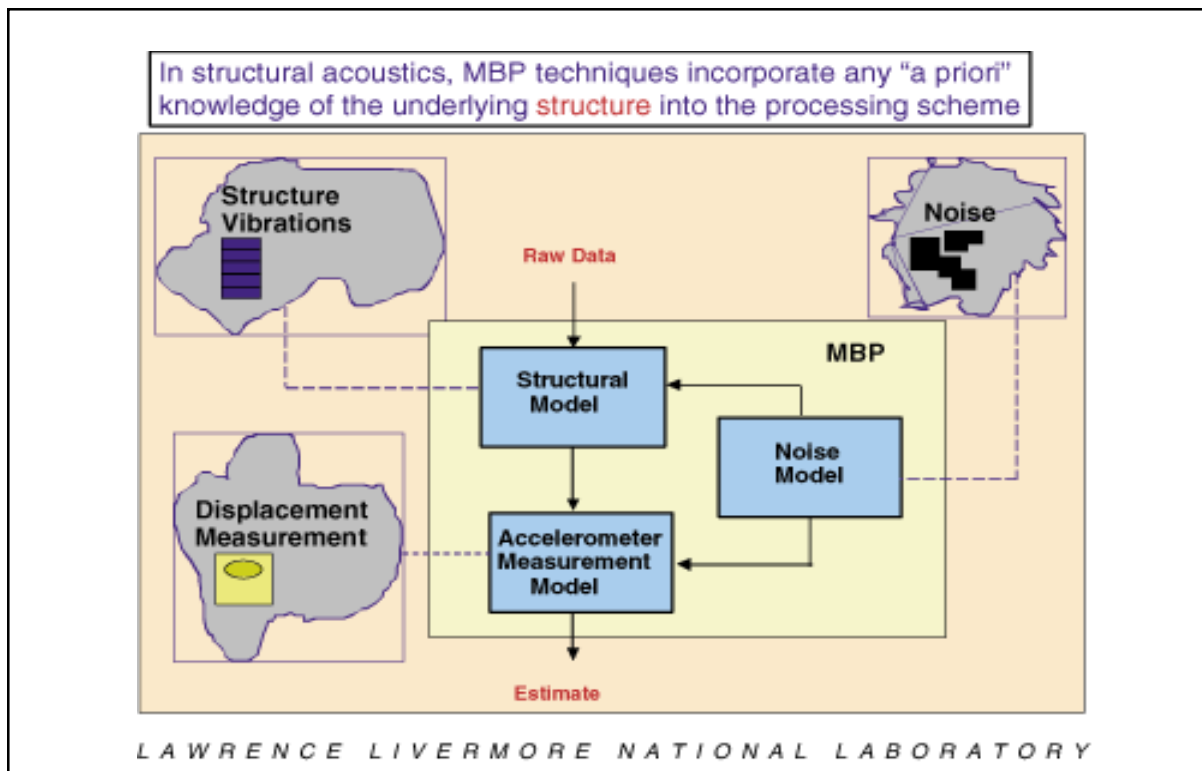 In structural acoustics, MBP techniques incorporate any “a priori”
knowledge of the underlying structure into the processing scheme
Structure
Vibrations
Noise
Raw Data
MBP
Structural
Model
Noise
Model
Displacement
Measurement
Accelerometer
Measurement
Model
Estimate
LAWRENCE LIVERMORE NATIONAL LABORATORY